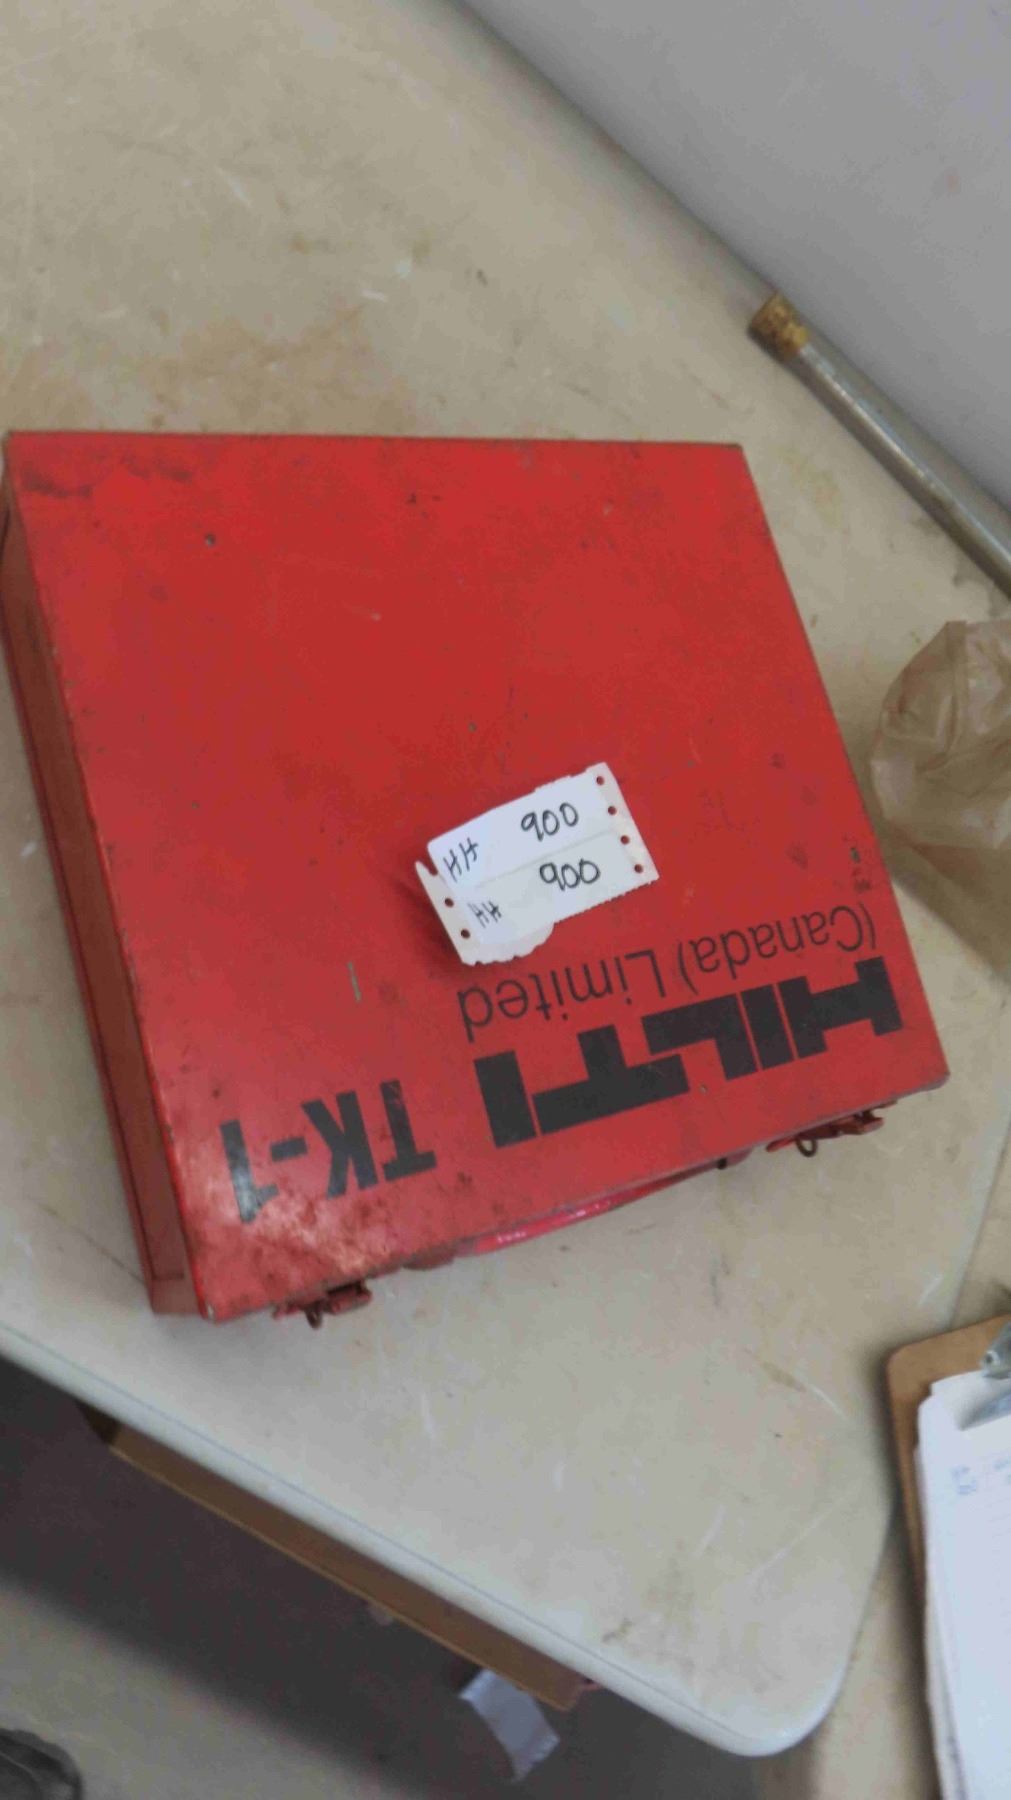 HH 900
HH 900
HILTI TK-1
(Canada) Limited